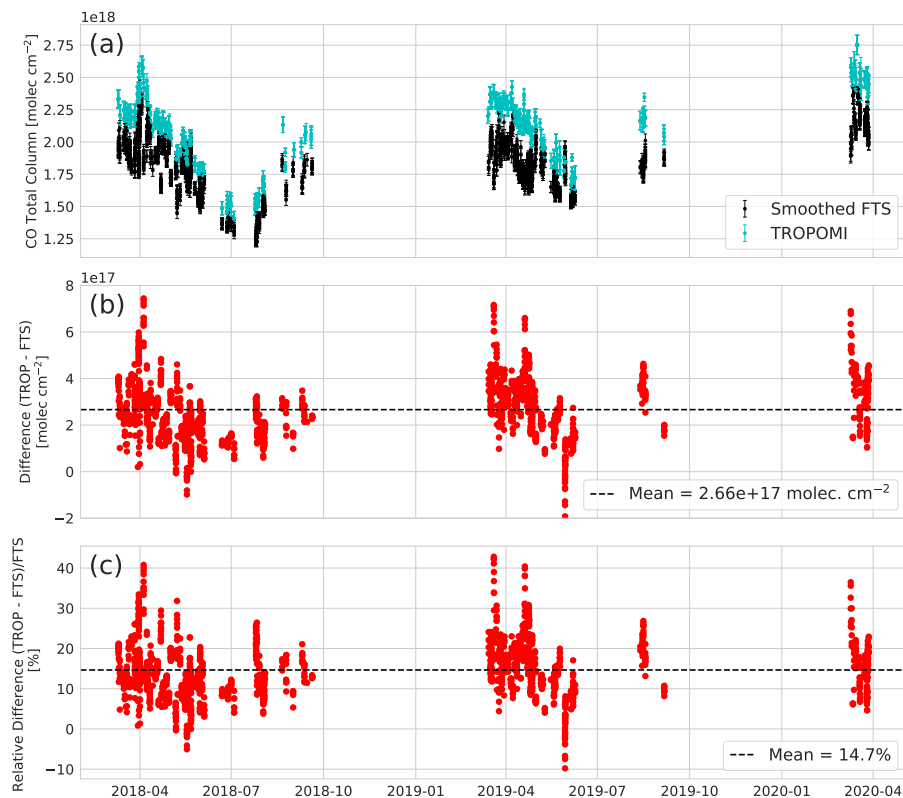 1e18
(a)
CO Total Column [molec cm⁻²]
2.75
2.50
2.25
2.00
1.75
1.50
1.25
Smoothed FTS
TROPOMI
1e17
(b)
Difference (TROP - FTS)
[molec cm⁻²]
8
6
4
2
0
−2
Mean = 2.66e+17 molec. cm⁻²
(c)
Relative Difference (TROP - FTS)/FTS
[%]
40
30
20
10
0
−10
Mean = 14.7%
2018-04 2018-07 2018-10 2019-01 2019-04 2019-07 2019-10 2020-01 2020-04